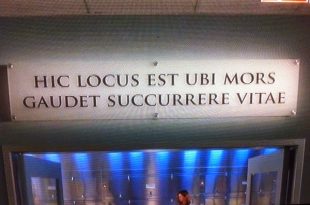 HIC LOCUS EST UBI MORS
GAUDET SUCCURRERE VITAE